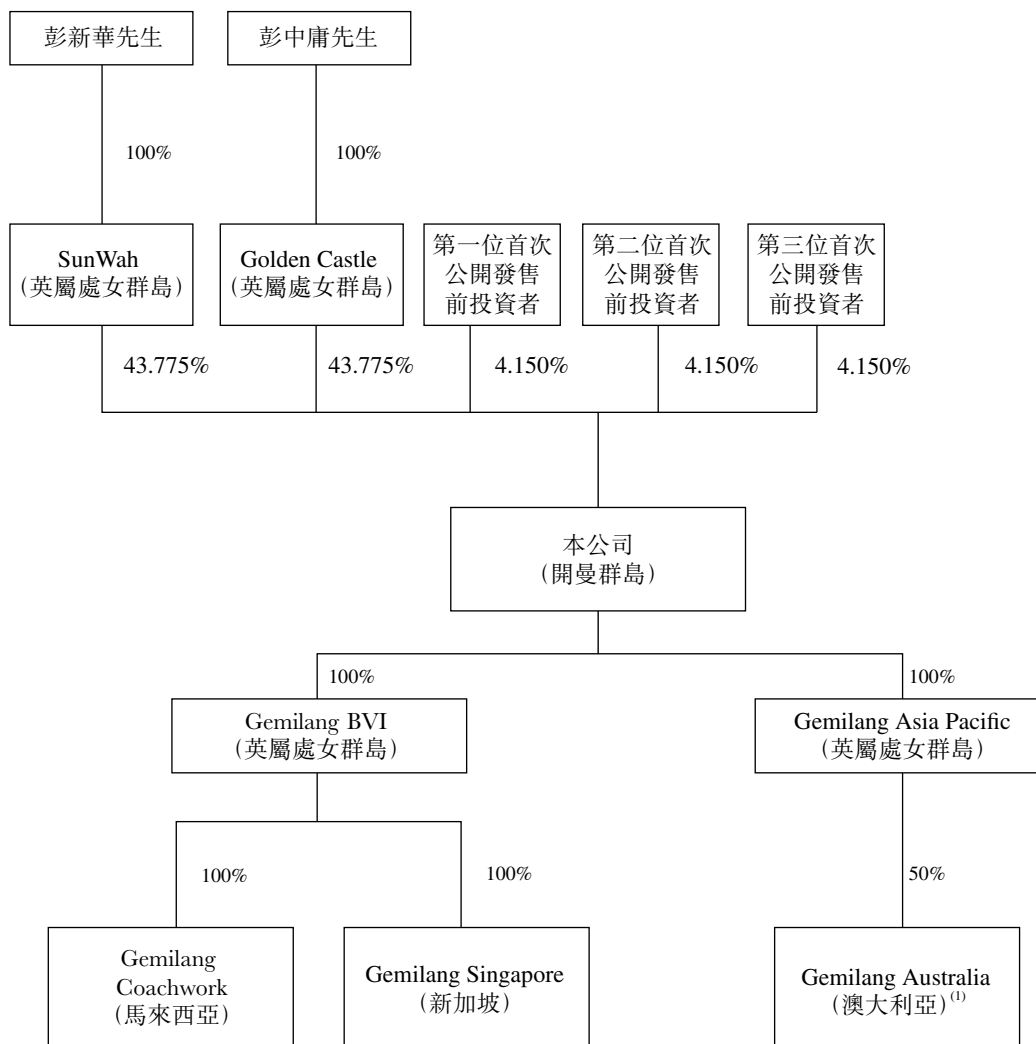 彭新華先生
彭中庸先生
100%
100%
SunWah
(英屬處女群島)
Golden Castle
(英屬處女群島)
第一位首次
公開發售
前投資者
第二位首次
公開發售
前投資者
第三位首次
公開發售
前投資者
43.775%
43.775%
4.150%
4.150%
4.150%
本公司
(開曼群島)
100%
100%
Gemilang BVI
(英屬處女群島)
Gemilang Asia Pacific
(英屬處女群島)
100%
100%
50%
Gemilang
Coachwork
(馬來西亞)
Gemilang Singapore
(新加坡)
Gemilang Australia
(澳大利亞)(1)